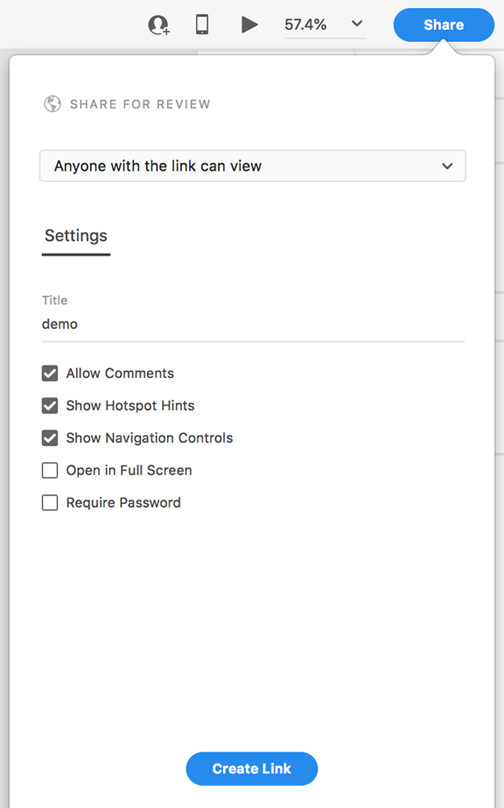 57.4%
Share
SHARE FOR REVIEW
Anyone with the link can view
Settings
Title
demo
Allow Comments
Show Hotspot Hints
Show Navigation Controls
Open in Full Screen
Require Password
Create Link